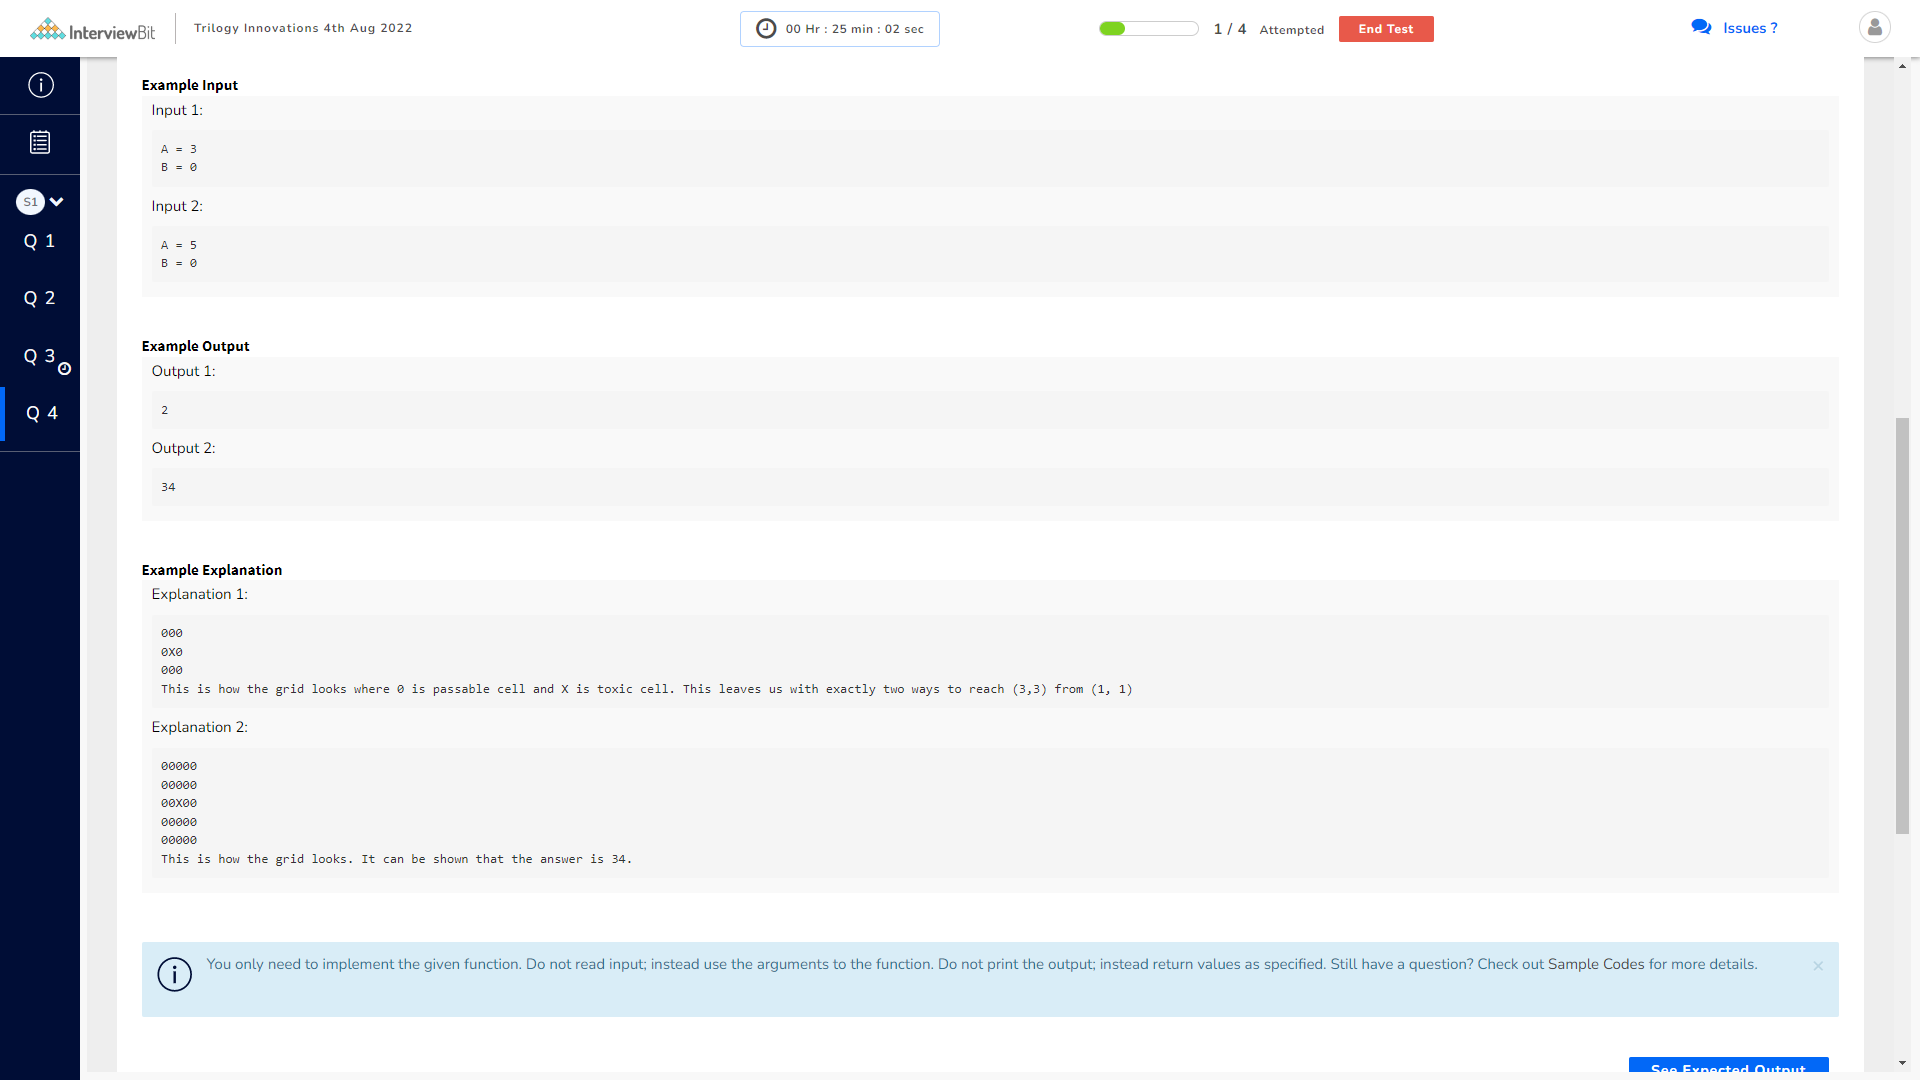 InterviewBit
Trilogy Innovations 4th Aug 2022
00 Hr : 25 min : 02 sec
1 / 4 Attempted
End Test
Issues ?
S1
Q 1
Q 2
Q 3
Q 4
Example Input
Input 1:
A = 3
B = 0
Input 2:
A = 5
B = 0
Example Output
Output 1:
2
Output 2:
34
Example Explanation
Explanation 1:
000
0X0
000
This is how the grid looks where 0 is passable cell and X is toxic cell. This leaves us with exactly two ways to reach (3,3) from (1, 1)
Explanation 2:
00000
00000
00X00
00000
00000
This is how the grid looks. It can be shown that the answer is 34.
You only need to implement the given function. Do not read input; instead use the arguments to the function. Do not print the output; instead return values as specified. Still have a question? Check out Sample Codes for more details.
See Expected Output